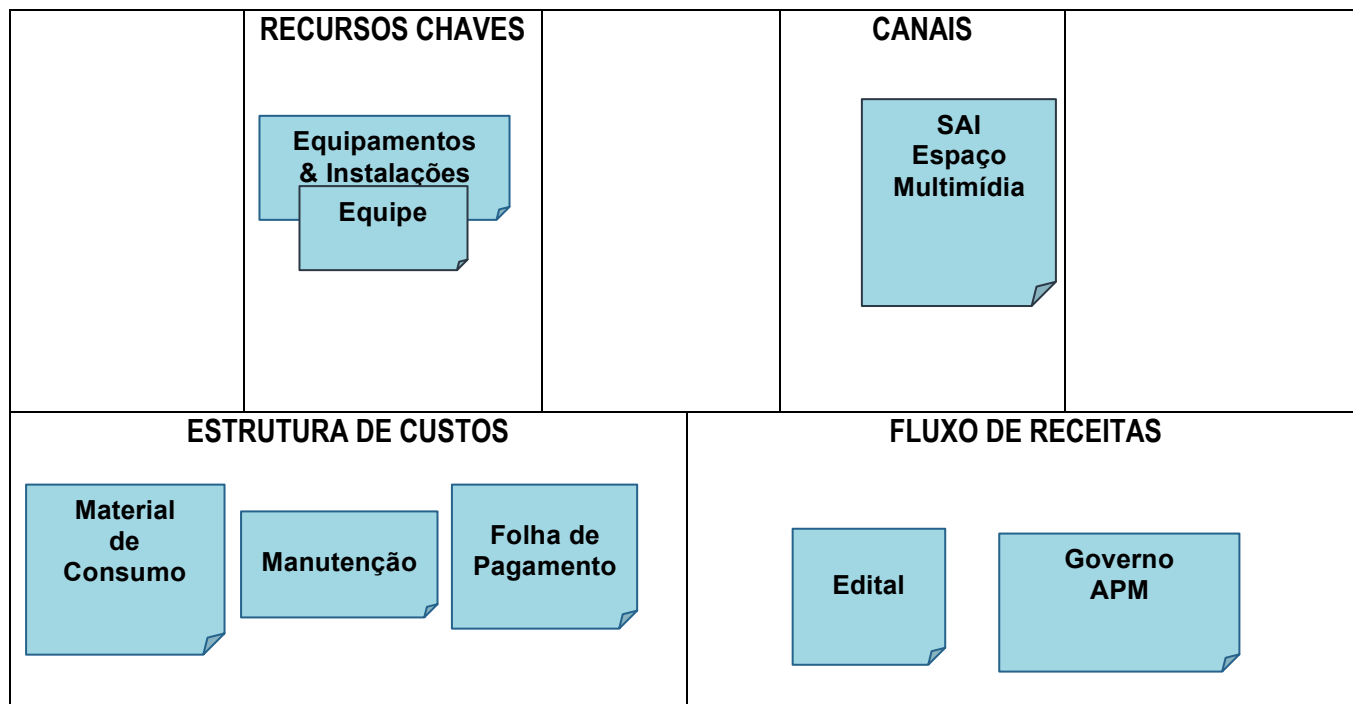 RECURSOS CHAVES
CANAIS
Equipamentos
& Instalações
Equipe
SAI
Espaço
Multimídia
ESTRUTURA DE CUSTOS
FLUXO DE RECEITAS
Material
de
Consumo
Manutenção
Folha de
Pagamento
Edital
Governo
APM